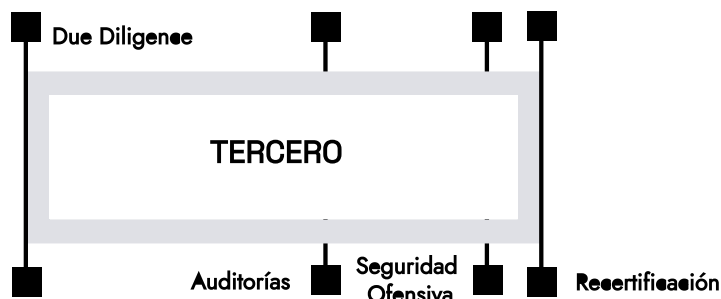 Due Diligence
TERCERO
Auditorías
Seguridad
Ofensiva
Recertificación